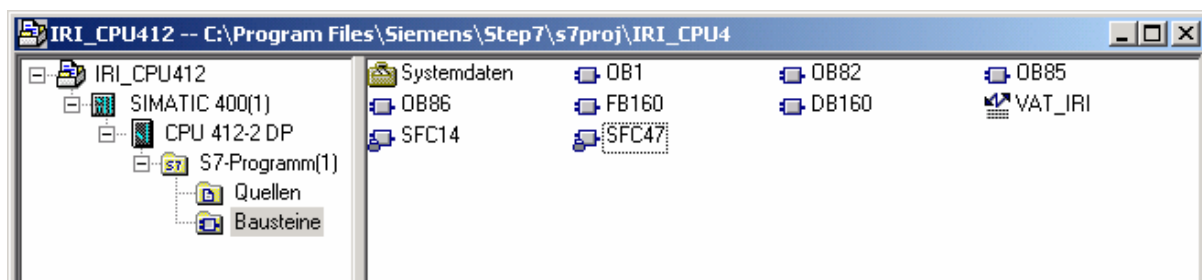 IRI_CPU412 -- C:\Program Files\Siemens\Step7\s7proj\IRI_CPU4
IRI_CPU412
SIMATIC 400(1)
CPU 412-2 DP
S7-Programm(1)
Quellen
Bausteine
Systemdaten OB1 OB82 OB85
OB86 FB160 DB160 VAT_IRI
SFC14 SFC47